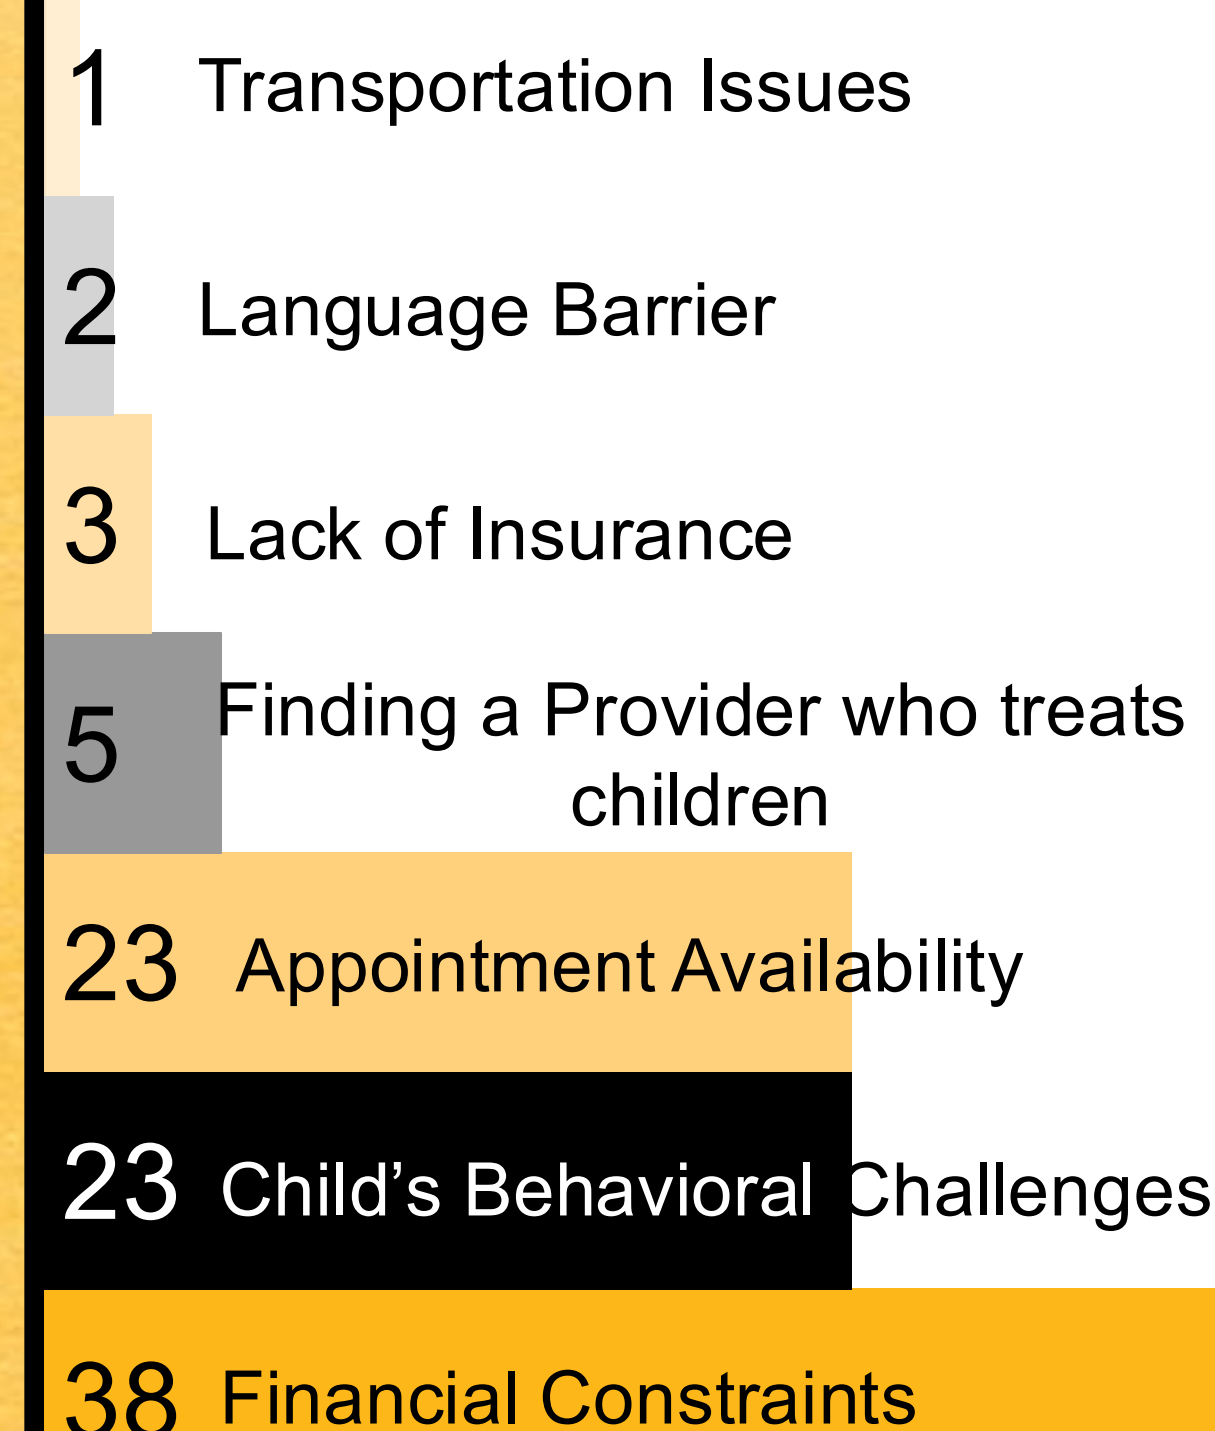 1 Transportation Issues
2 Language Barrier
3 Lack of Insurance
5 Finding a Provider who treats
children
23 Appointment Availability
23 Child’s Behavioral Challenges
38 Financial Constraints